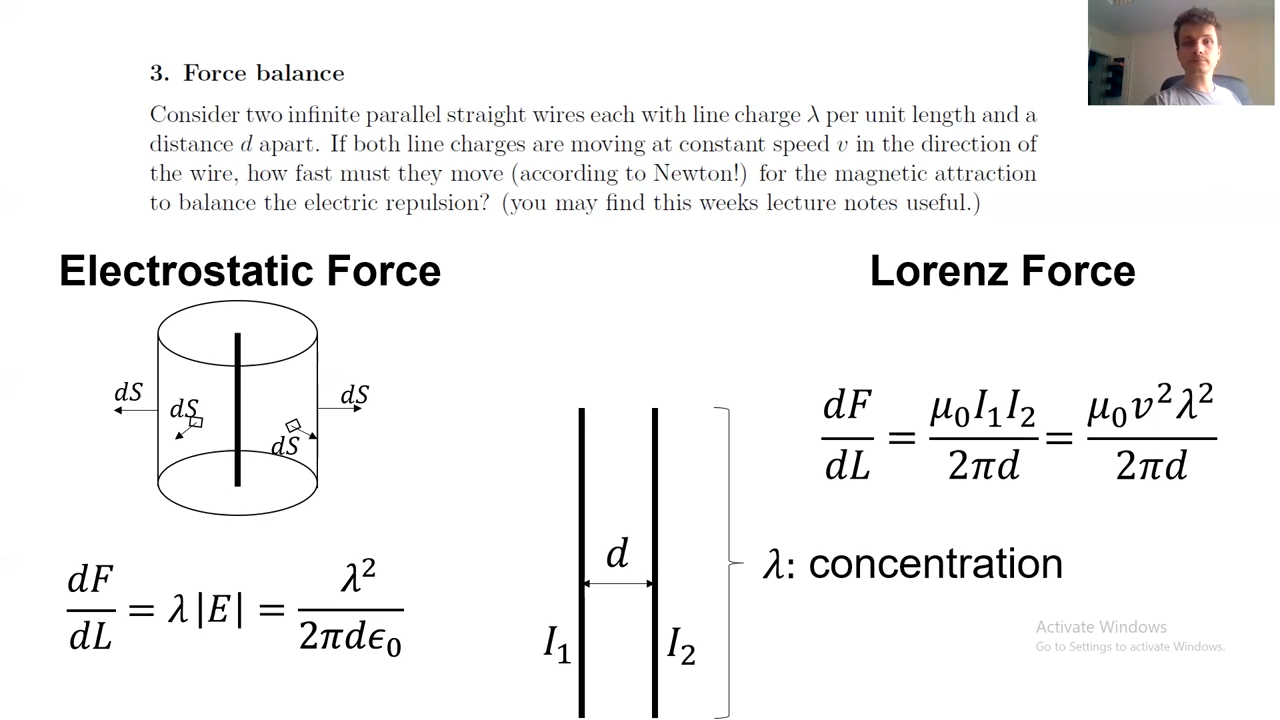 3. Force balance
Consider two infinite parallel straight wires each with line charge λ per unit length and a
distance d apart. If both line charges are moving at constant speed v in the direction of
the wire, how fast must they move (according to Newton!) for the magnetic attraction
to balance the electric repulsion? (you may find this weeks lecture notes useful.)
Electrostatic Force
Lorenz Force
dS
dS
dS
dS
dF/dL = λ|E| = λ²/2πdϵ₀
d
I₁
I₂
dF/dL = μ₀I₁I₂/2πd = μ₀v²λ²/2πd
λ: concentration
Activate Windows
Go to Settings to activate Windows.